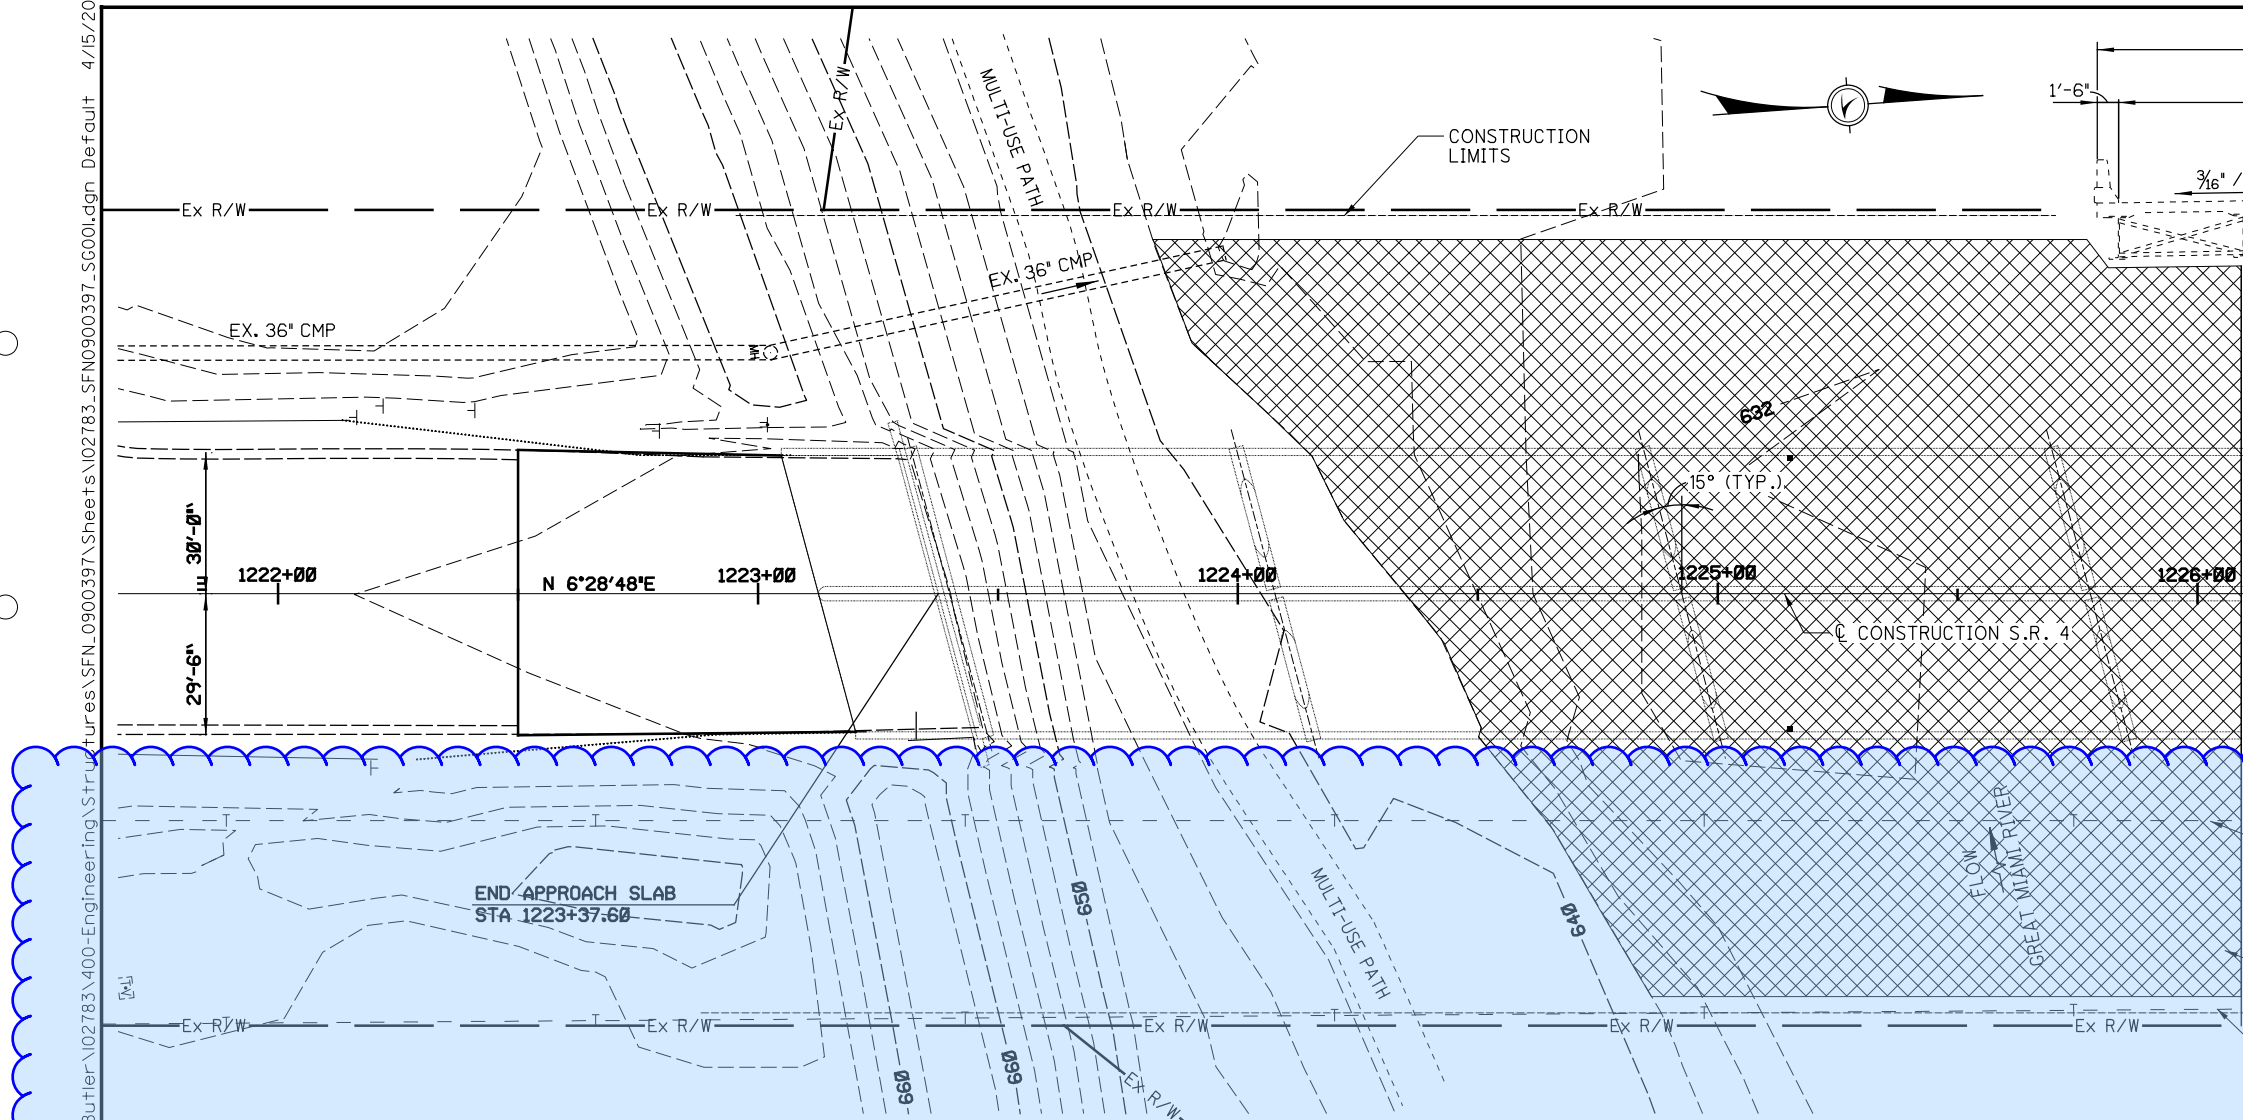 4/15/20
Butler\102783\400-Engineering\Structures\SFN_0900397\Sheets\102783_SFN0900397_SG001.dgn Default
Ex R/W
MULTI-USE PATH
CONSTRUCTION
LIMITS
1'-6"
3/16" /
Ex R/W
Ex R/W
Ex R/W
Ex R/W
EX. 36" CMP
EX. 36" CMP
MH
632
15° (TYP.)
30'-0"±
1222+00
N 6°28'48"E
1223+00
1224+00
1225+00
1226+00
℄ CONSTRUCTION S.R. 4
29'-6"±
END APPROACH SLAB
STA 1223+37.60
650
MULTI-USE PATH
640
FLOW
GREAT MIAMI RIVER
T
T
T
T
T
T
Ex R/W
Ex R/W
Ex R/W
Ex R/W
Ex R/W
T
T
T
T
T
T
660
660
Ex R/W